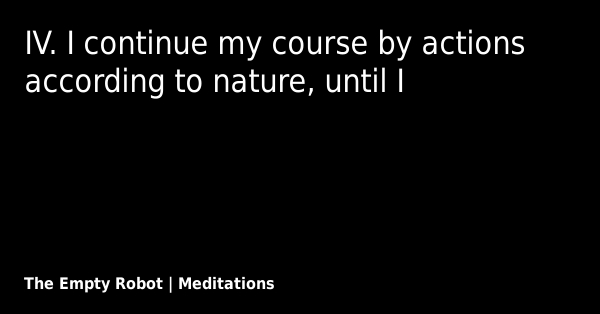 IV. I continue my course by actions
according to nature, until I
The Empty Robot | Meditations